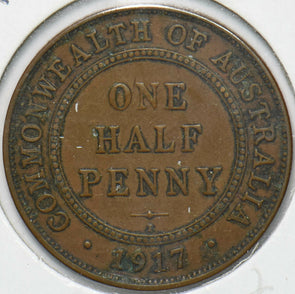 COMMONWEALTH OF AUSTRALIA
ONE
HALF
PENNY
1917